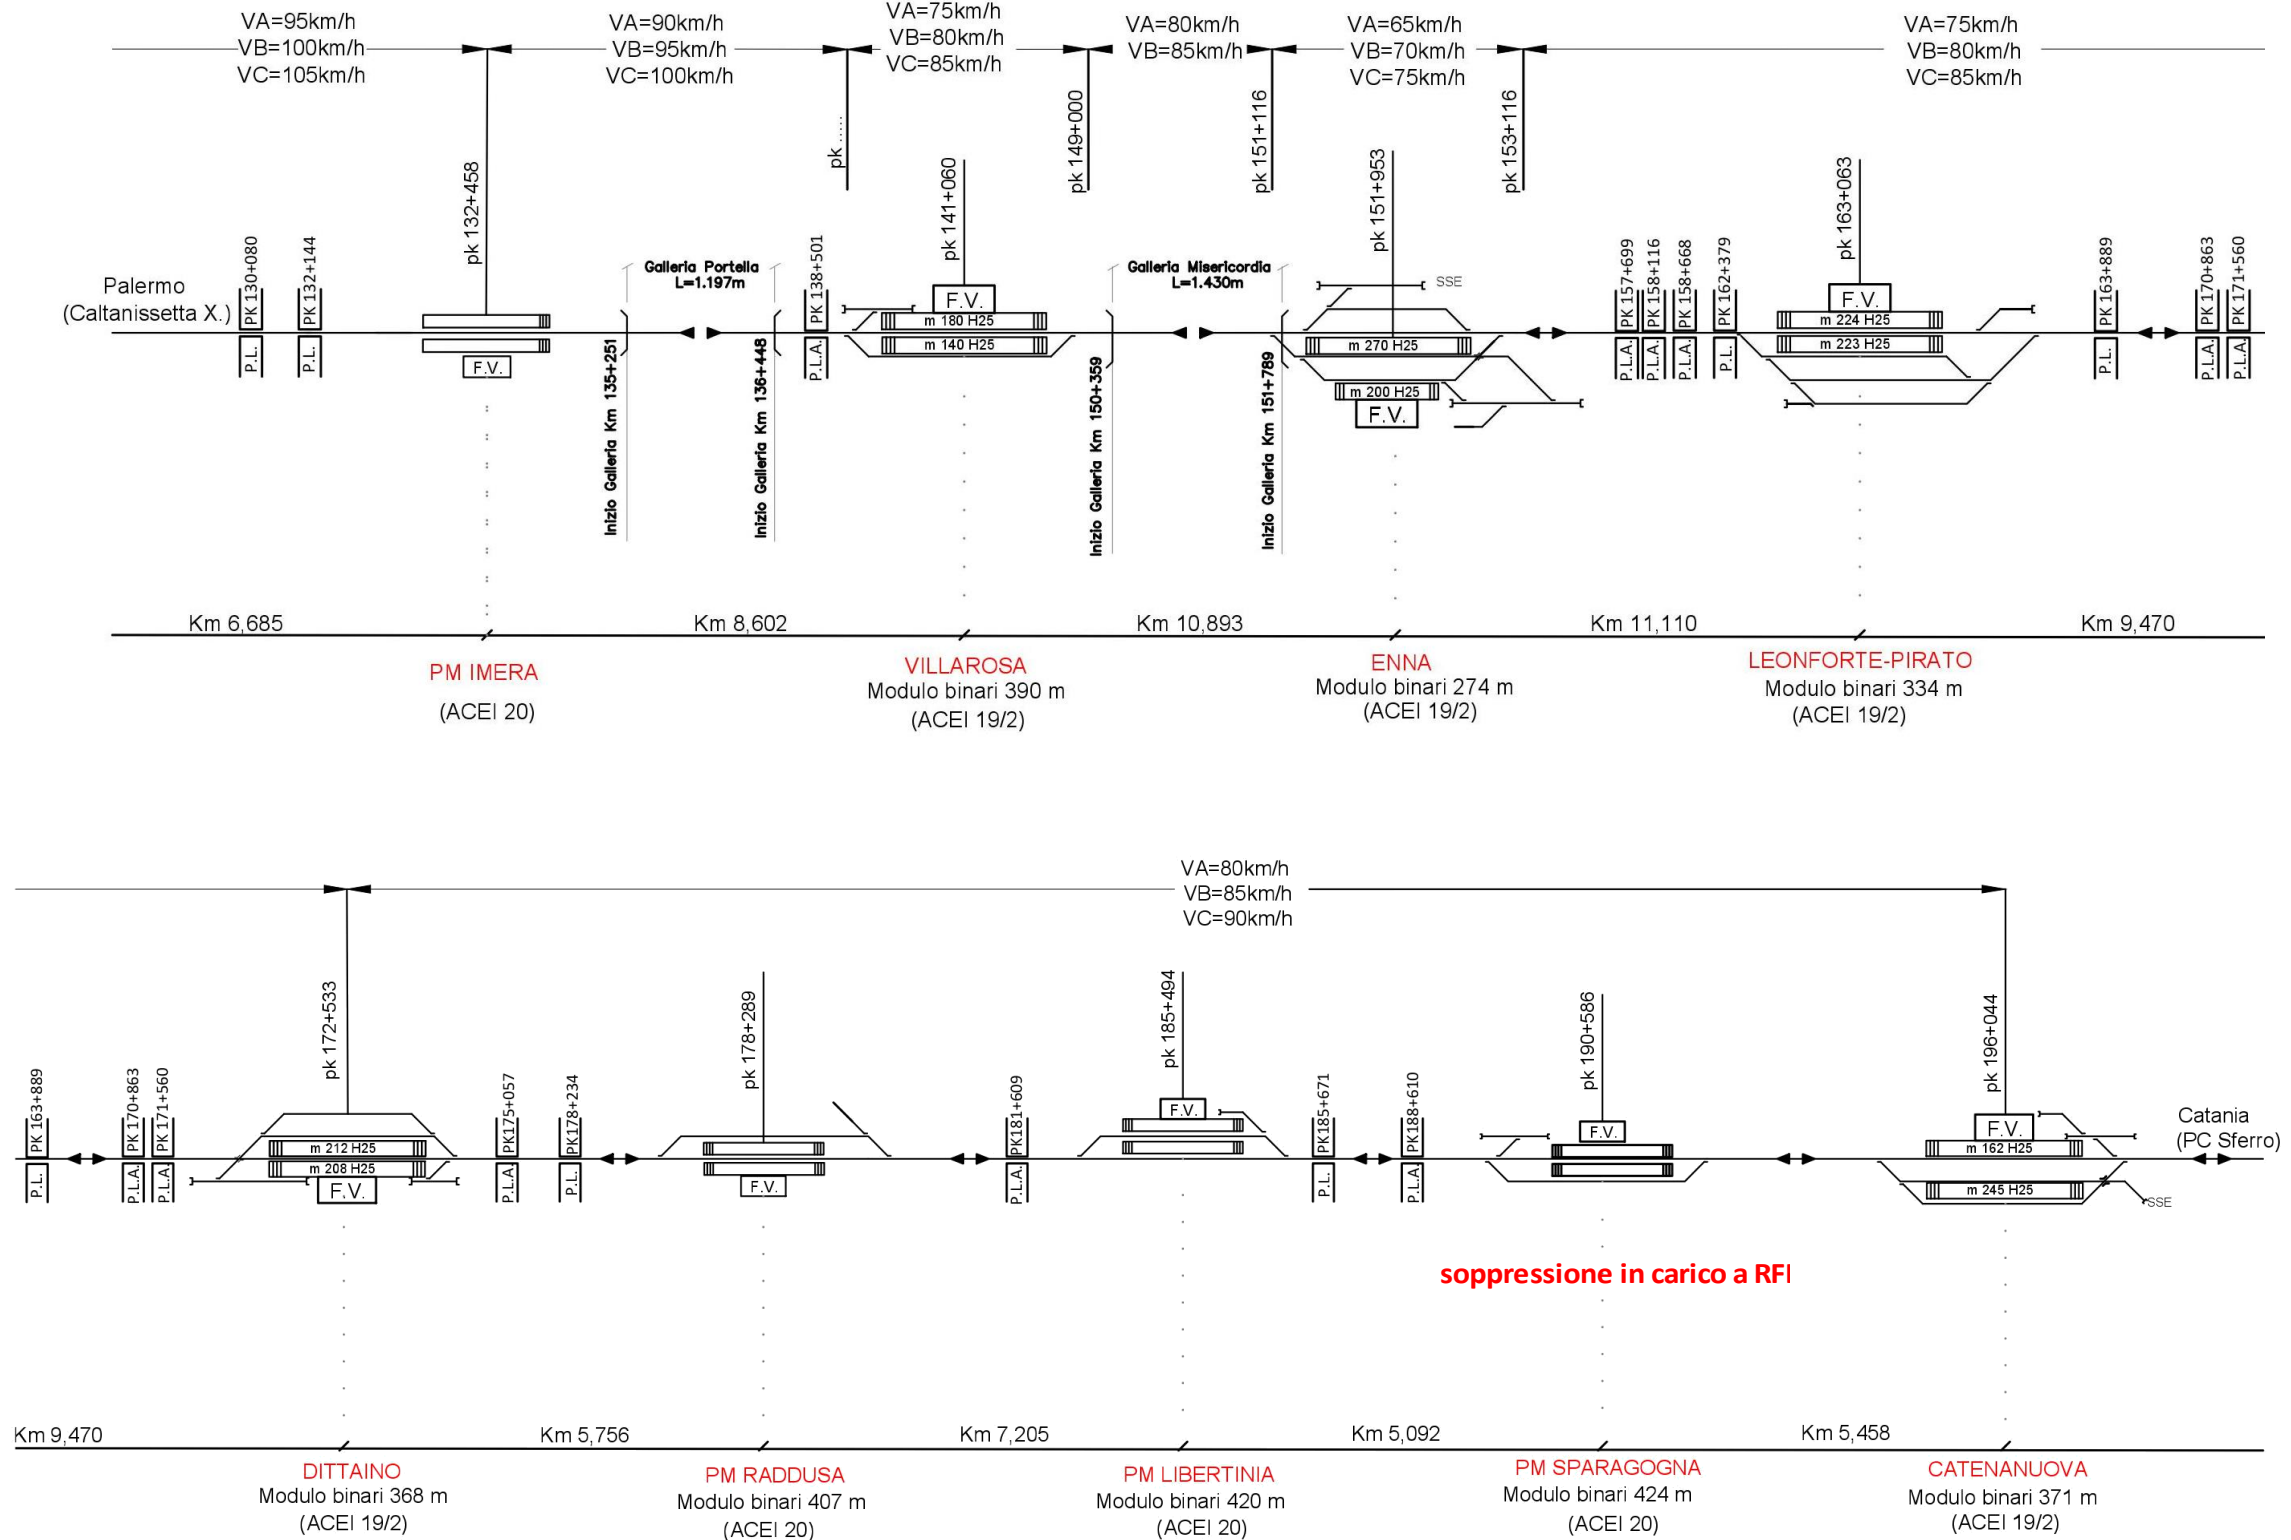 VA=95km/h
VB=100km/h
VC=105km/h
VA=90km/h
VB=95km/h
VC=100km/h
VA=75km/h
VB=80km/h
VC=85km/h
VA=80km/h
VB=85km/h
VA=65km/h
VB=70km/h
VC=75km/h
VA=75km/h
VB=80km/h
VC=85km/h
pk 132+458
pk .....
pk 141+060
pk 149+000
pk 151+116
pk 151+953
pk 153+116
pk 163+063
Palermo
(Caltanissetta X.)
PK 130+080
P.L.
PK 132+144
P.L.
F.V.
Galleria Portella
L=1.197m
Inizio Galleria Km 135+251
Inizio Galleria Km 136+448
PK 138+501
P.L.A.
F.V.
m 180 H25
m 140 H25
Galleria Misericordia
L=1.430m
Inizio Galleria Km 150+359
Inizio Galleria Km 151+789
SSE
m 270 H25
m 200 H25
F.V.
PK 157+699
P.L.A.
PK 158+116
P.L.A.
PK 158+668
P.L.A.
PK 162+379
P.L.
F.V.
m 224 H25
m 223 H25
PK 163+889
P.L.
PK 170+863
P.L.A.
PK 171+560
P.L.A.
Km 6,685
Km 8,602
Km 10,893
Km 11,110
Km 9,470
PM IMERA
(ACEI 20)
VILLAROSA
Modulo binari 390 m
(ACEI 19/2)
ENNA
Modulo binari 274 m
(ACEI 19/2)
LEONFORTE-PIRATO
Modulo binari 334 m
(ACEI 19/2)
VA=80km/h
VB=85km/h
VC=90km/h
pk 172+533
pk 178+289
pk 185+494
pk 190+586
pk 196+044
PK 163+889
P.L.
PK 170+863
P.L.A.
PK 171+560
P.L.A.
m 212 H25
m 208 H25
F.V.
PK175+057
P.L.A.
PK178+234
P.L.
F.V.
PK181+609
P.L.A.
F.V.
PK185+671
P.L.
PK188+610
P.L.A.
F.V.
F.V.
m 162 H25
m 245 H25
SSE
Catania
(PC Sferro)
soppressione in carico a RFI
Km 9,470
Km 5,756
Km 7,205
Km 5,092
Km 5,458
DITTAINO
Modulo binari 368 m
(ACEI 19/2)
PM RADDUSA
Modulo binari 407 m
(ACEI 20)
PM LIBERTINIA
Modulo binari 420 m
(ACEI 20)
PM SPARAGOGNA
Modulo binari 424 m
(ACEI 20)
CATENANUOVA
Modulo binari 371 m
(ACEI 19/2)